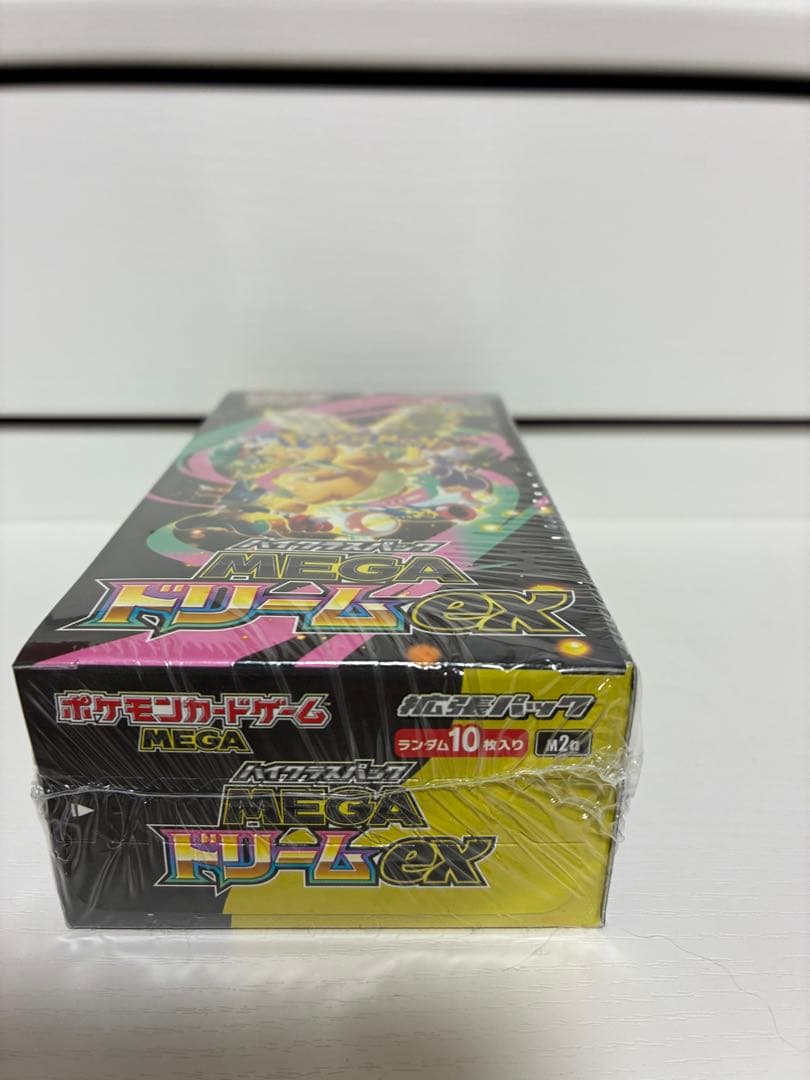 ハイクラスパック
MEGA
ドリームex
ポケモンカードゲーム
MEGA
拡張パック
ランダム10枚入り
M2a
ハイクラスパック
MEGA
ドリームex